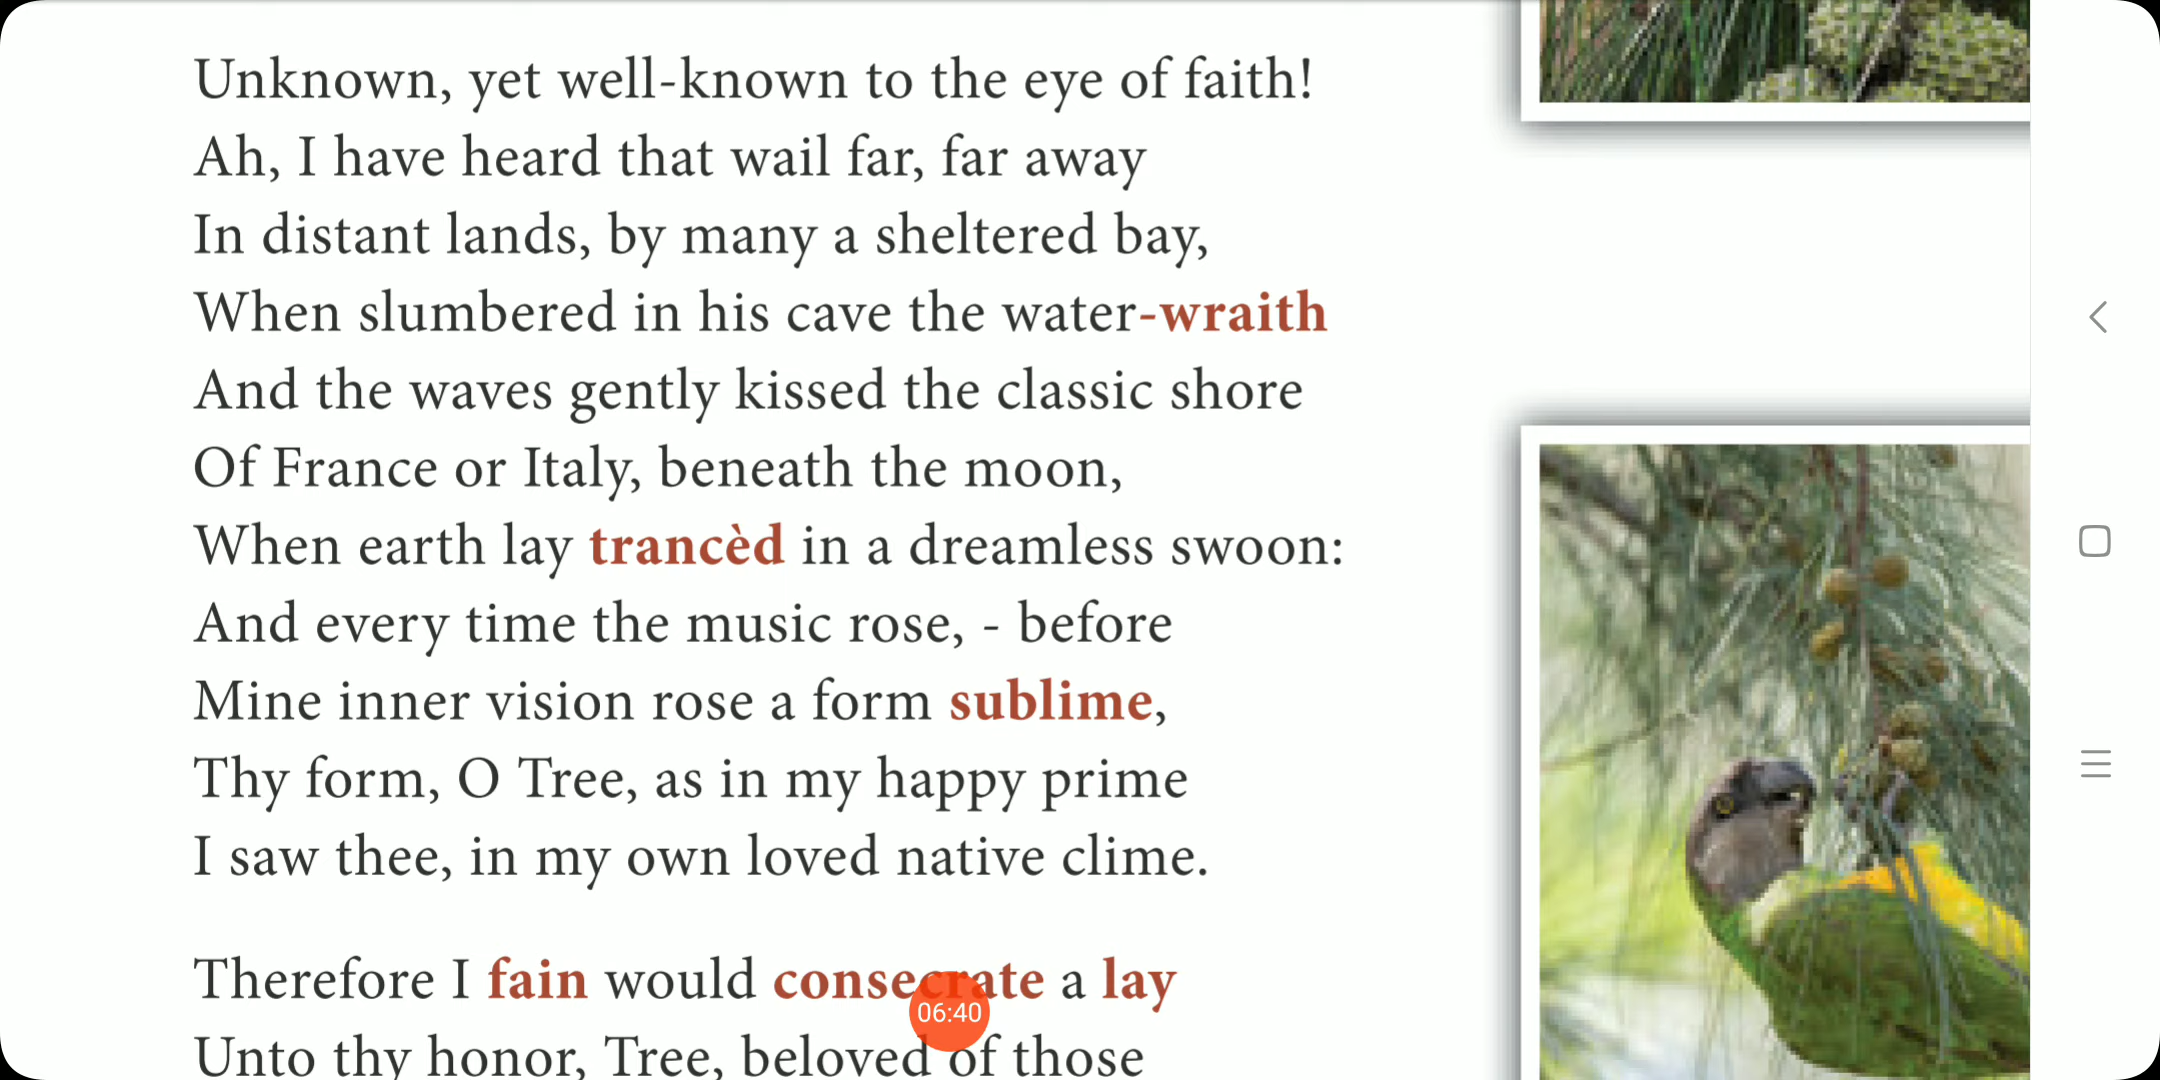 Unknown, yet well-known to the eye of faith!
Ah, I have heard that wail far, far away
In distant lands, by many a sheltered bay,
When slumbered in his cave the water-wraith
And the waves gently kissed the classic shore
Of France or Italy, beneath the moon,
When earth lay trancèd in a dreamless swoon:
And every time the music rose, - before
Mine inner vision rose a form sublime,
Thy form, O Tree, as in my happy prime
I saw thee, in my own loved native clime.
Therefore I fain would consecrate a lay
06:40
Unto thy honor, Tree, beloved of those